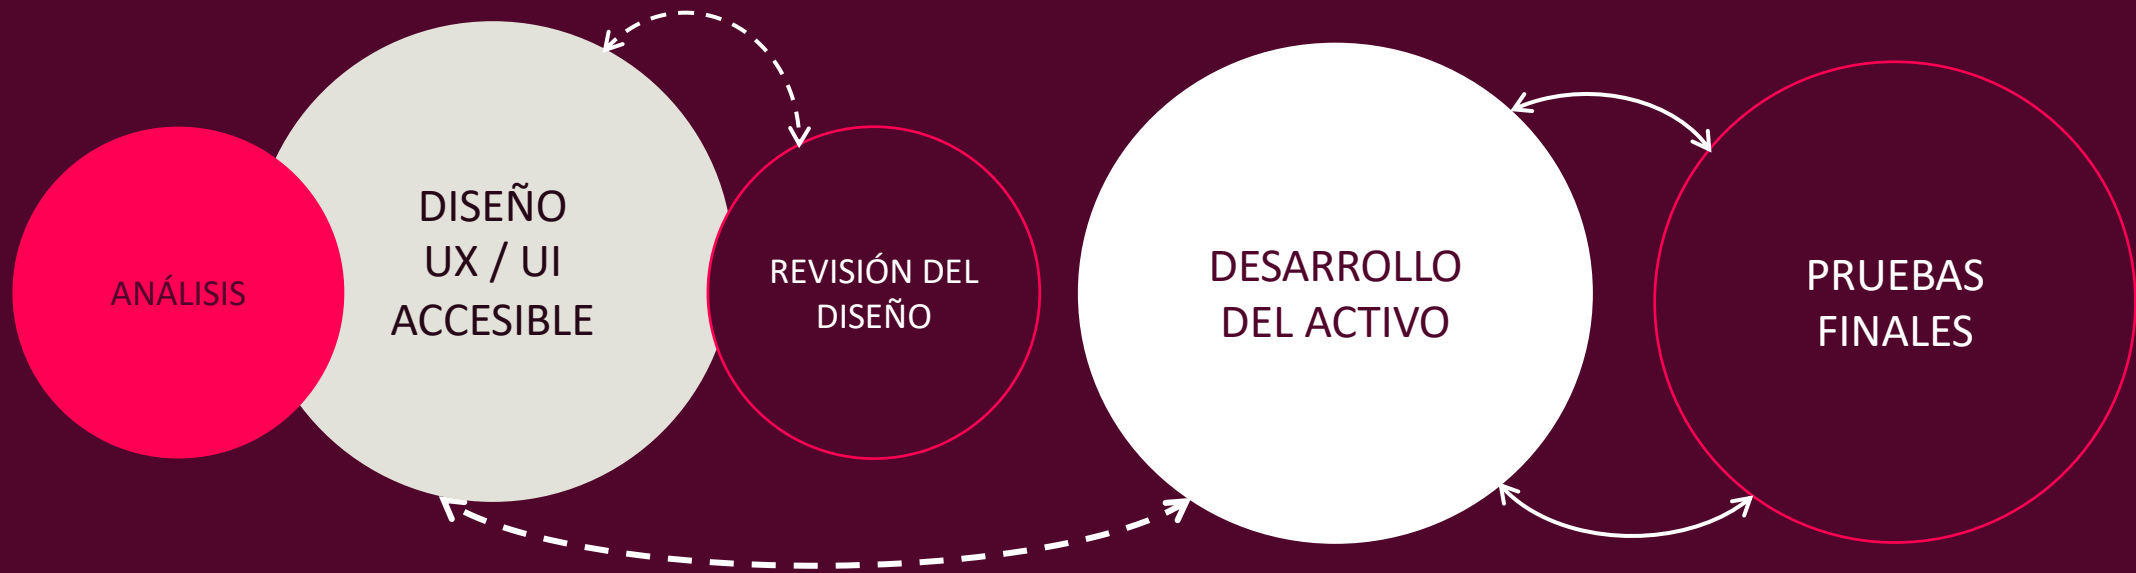 ANÁLISIS
DISEÑO
UX / UI
ACCESIBLE
REVISIÓN DEL
DISEÑO
DESARROLLO
DEL ACTIVO
PRUEBAS
FINALES